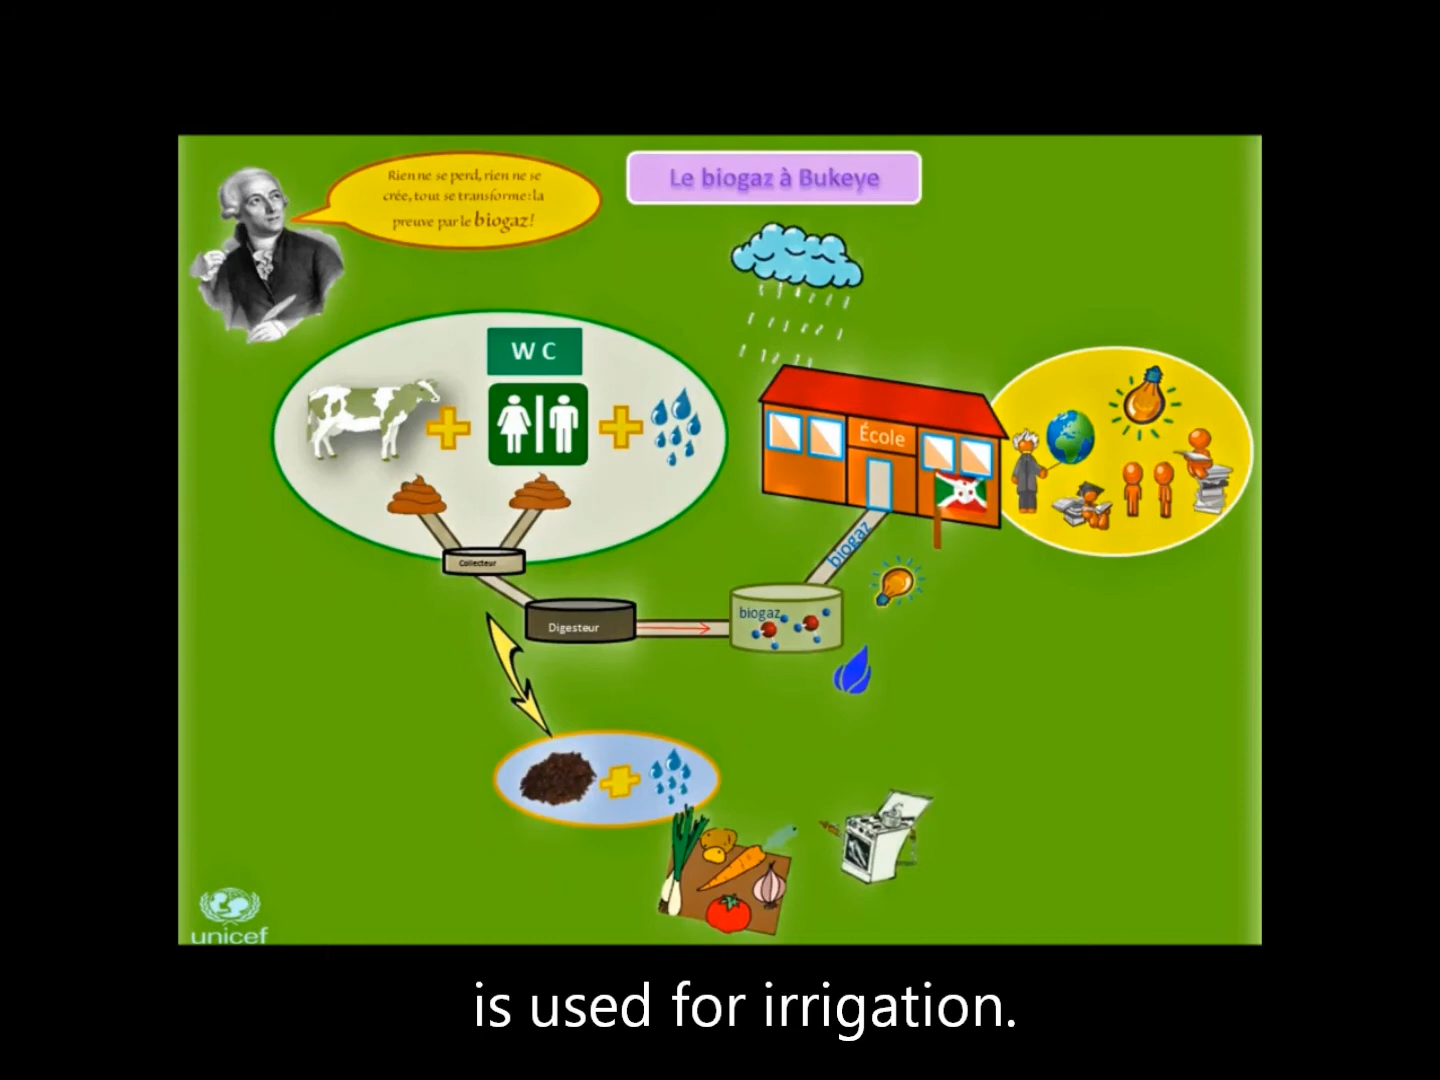 Rien ne se perd, rien ne se
crée, tout se transforme: la
preuve par le biogaz!
Le biogaz à Bukeye
W C
École
Collecteur
biogaz
Digesteur
biogaz
unicef
is used for irrigation.